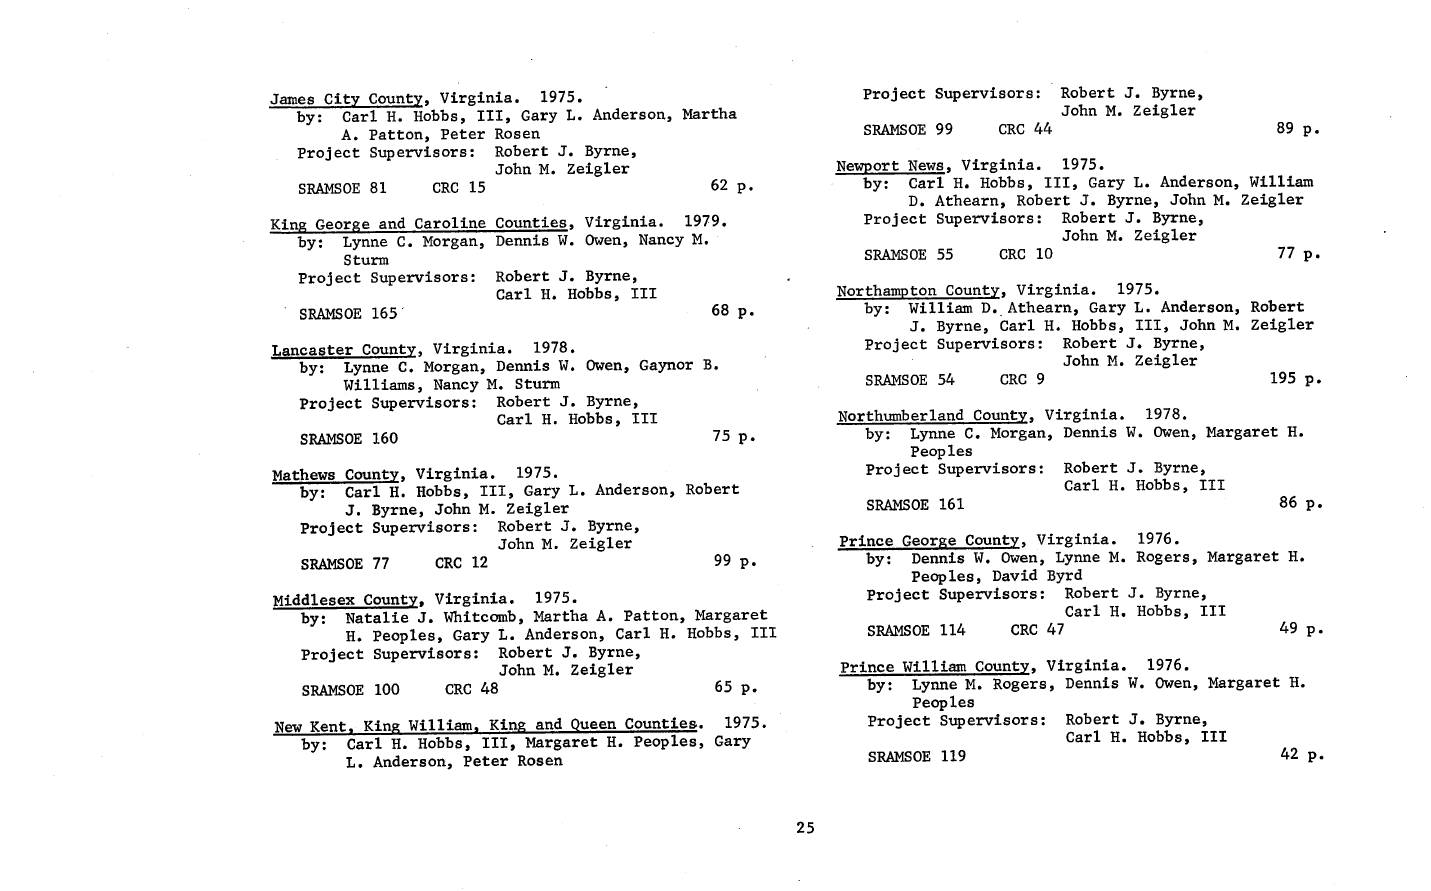 James City County, Virginia. 1975.
by: Carl H. Hobbs, III, Gary L. Anderson, Martha
A. Patton, Peter Rosen
Project Supervisors: Robert J. Byrne,
John M. Zeigler
SRAMSOE 81 CRC 15 62 p.
King George and Caroline Counties, Virginia. 1979.
by: Lynne C. Morgan, Dennis W. Owen, Nancy M.
Sturm
Project Supervisors: Robert J. Byrne,
Carl H. Hobbs, III
SRAMSOE 165 68 p.
Lancaster County, Virginia. 1978.
by: Lynne C. Morgan, Dennis W. Owen, Gaynor B.
Williams, Nancy M. Sturm
Project Supervisors: Robert J. Byrne,
Carl H. Hobbs, III
SRAMSOE 160 75 p.
Mathews County, Virginia. 1975.
by: Carl H. Hobbs, III, Gary L. Anderson, Robert
J. Byrne, John M. Zeigler
Project Supervisors: Robert J. Byrne,
John M. Zeigler
SRAMSOE 77 CRC 12 99 p.
Middlesex County, Virginia. 1975.
by: Natalie J. Whitcomb, Martha A. Patton, Margaret
H. Peoples, Gary L. Anderson, Carl H. Hobbs, III
Project Supervisors: Robert J. Byrne,
John M. Zeigler
SRAMSOE 100 CRC 48 65 p.
New Kent, King William, King and Queen Counties. 1975.
by: Carl H. Hobbs, III, Margaret H. Peoples, Gary
L. Anderson, Peter Rosen
Project Supervisors: Robert J. Byrne,
John M. Zeigler
SRAMSOE 99 CRC 44 89 p.
Newport News, Virginia. 1975.
by: Carl H. Hobbs, III, Gary L. Anderson, William
D. Athearn, Robert J. Byrne, John M. Zeigler
Project Supervisors: Robert J. Byrne,
John M. Zeigler
SRAMSOE 55 CRC 10 77 p.
Northampton County, Virginia. 1975.
by: William D. Athearn, Gary L. Anderson, Robert
J. Byrne, Carl H. Hobbs, III, John M. Zeigler
Project Supervisors: Robert J. Byrne,
John M. Zeigler
SRAMSOE 54 CRC 9 195 p.
Northumberland County, Virginia. 1978.
by: Lynne C. Morgan, Dennis W. Owen, Margaret H.
Peoples
Project Supervisors: Robert J. Byrne,
Carl H. Hobbs, III
SRAMSOE 161 86 p.
Prince George County, Virginia. 1976.
by: Dennis W. Owen, Lynne M. Rogers, Margaret H.
Peoples, David Byrd
Project Supervisors: Robert J. Byrne,
Carl H. Hobbs, III
SRAMSOE 114 CRC 47 49 p.
Prince William County, Virginia. 1976.
by: Lynne M. Rogers, Dennis W. Owen, Margaret H.
Peoples
Project Supervisors: Robert J. Byrne,
Carl H. Hobbs, III
SRAMSOE 119 42 p.
25